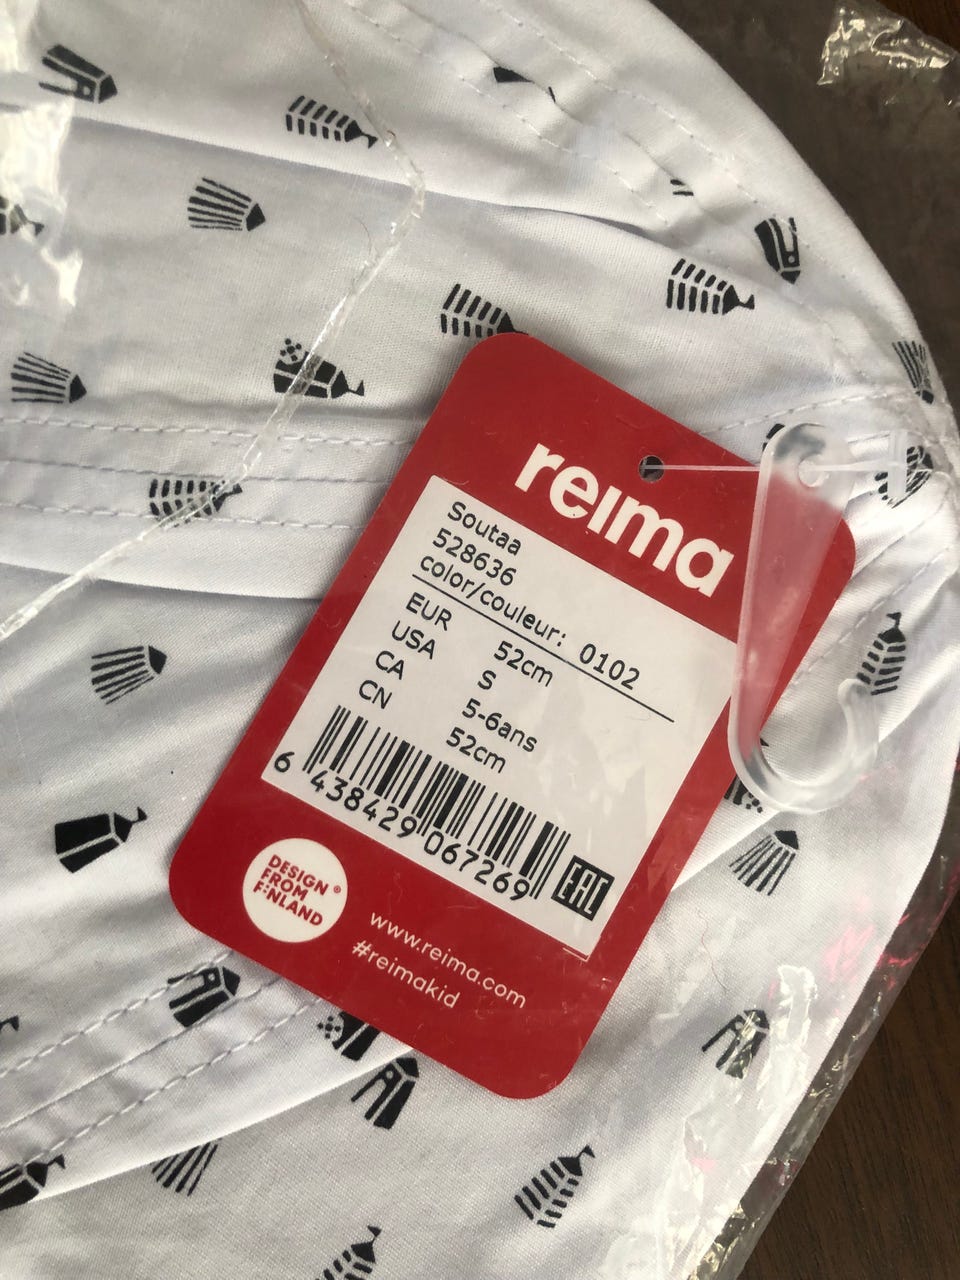 reima
Soutaa
528636
color/couleur: 0102
EUR 52cm
USA S
CA 5-6ans
CN 52cm
6 438429 067269
EAC
DESIGN
FROM
FINLAND ®
www.reima.com
#reimakid